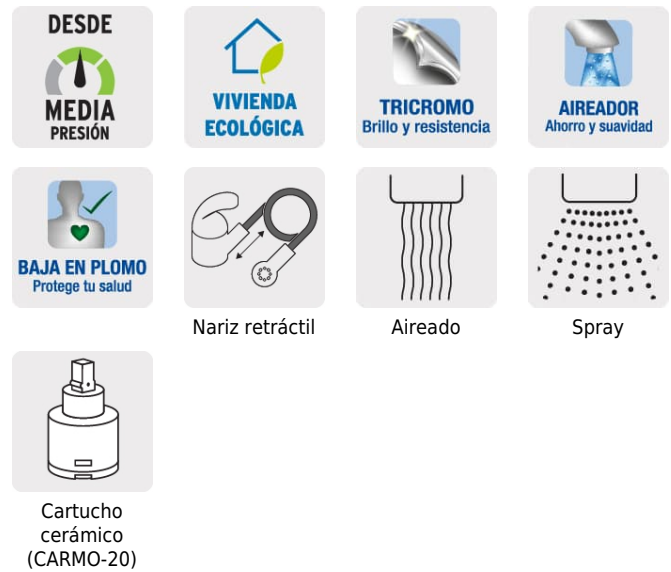 DESDE
MEDIA
PRESIÓN
VIVIENDA
ECOLÓGICA
TRICROMO
Brillo y resistencia
AIREADOR
Ahorro y suavidad
BAJA EN PLOMO
Protege tu salud
Nariz retráctil
Aireado
Spray
Cartucho
cerámico
(CARMO-20)